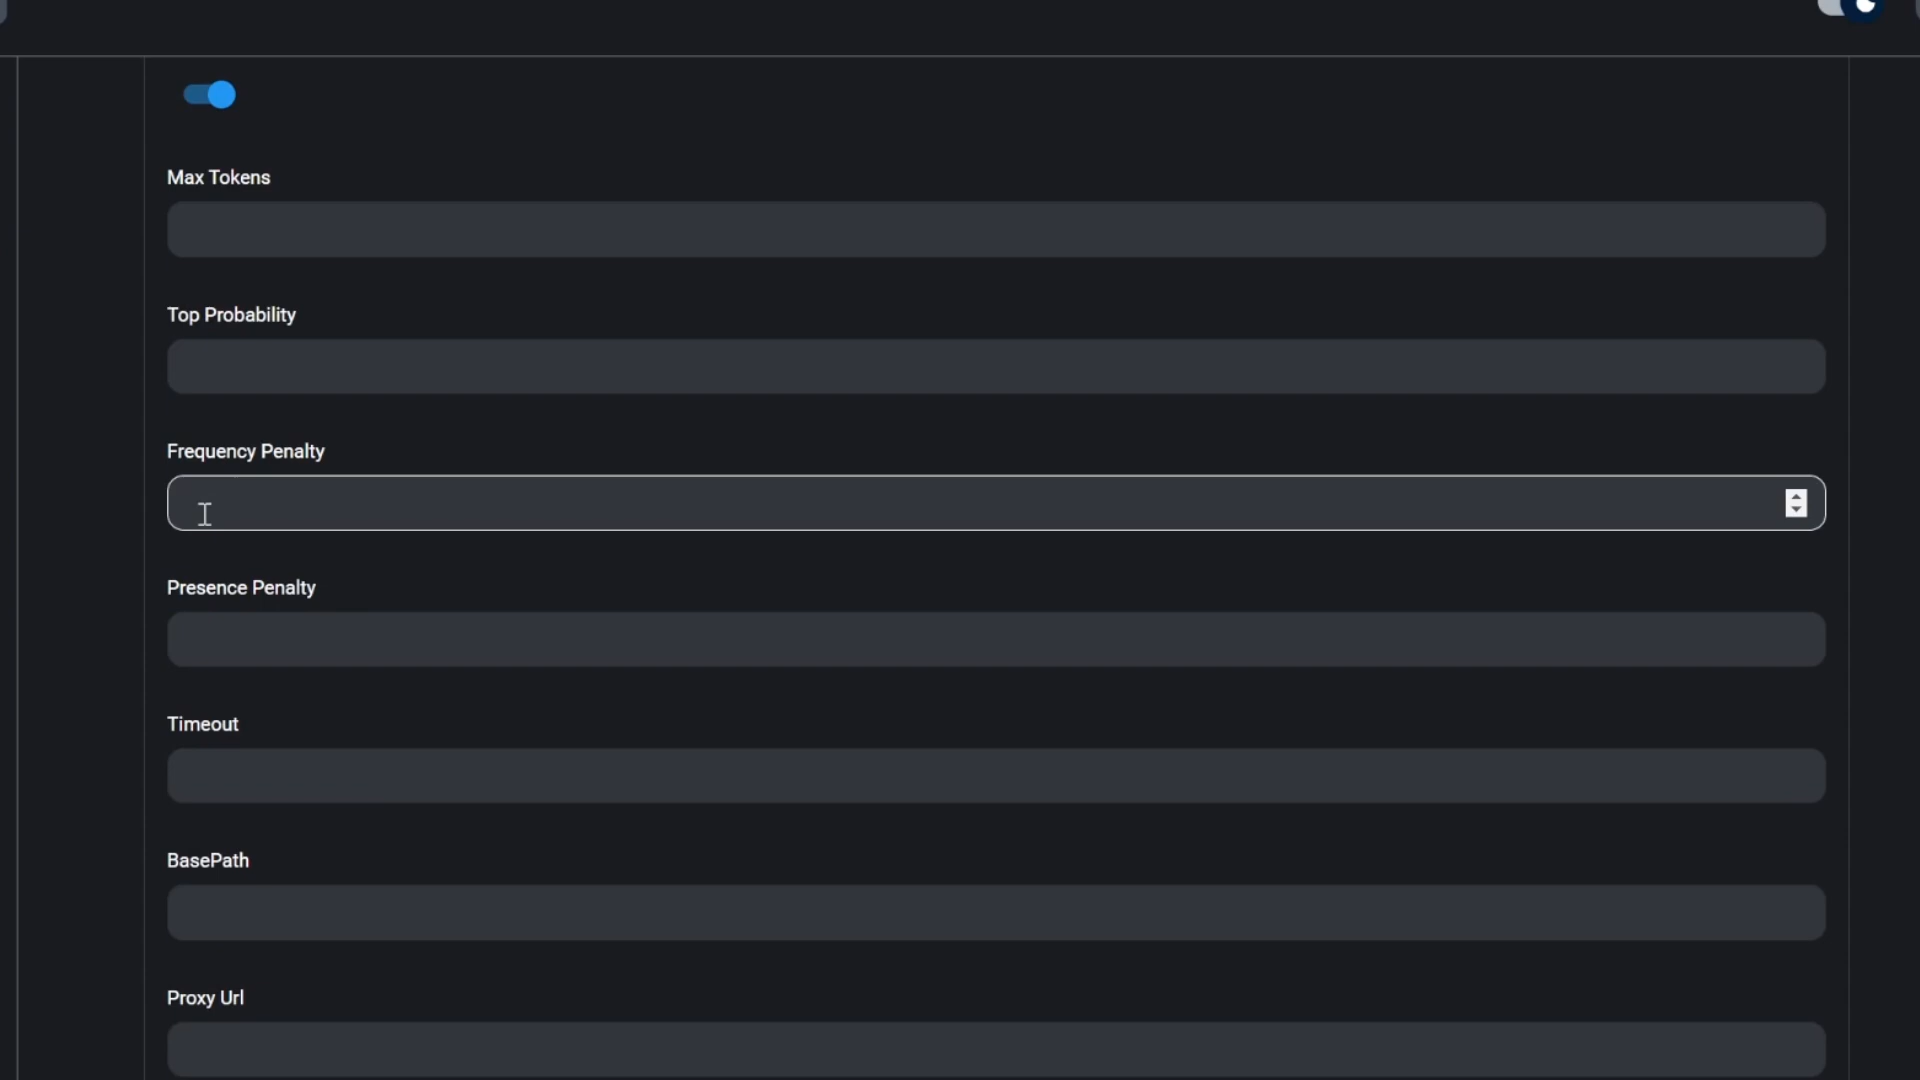 Max Tokens
Top Probability
Frequency Penalty
Presence Penalty
Timeout
BasePath
Proxy Url